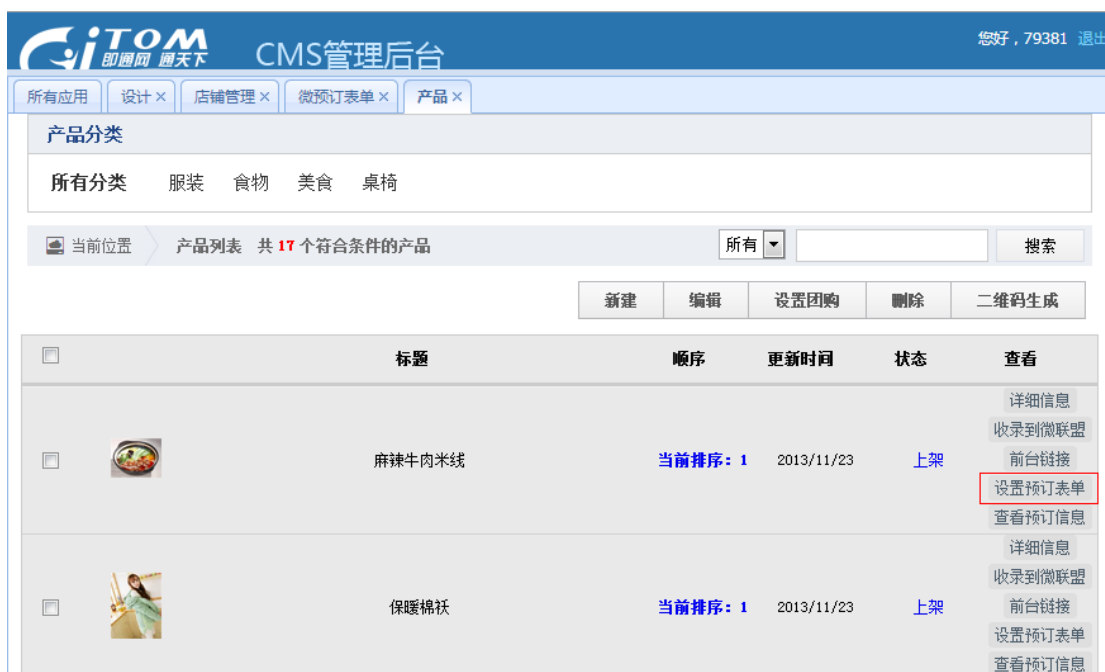 iTOM
即通网 通天下
CMS管理后台
您好，79381 退出
所有应用 设计 × 店铺管理 × 微预订表单 × 产品 ×
产品分类
所有分类 服装 食物 美食 桌椅
当前位置 产品列表 共 17 个符合条件的产品 所有 搜索
新建 编辑 设置团购 删除 二维码生成
标题 顺序 更新时间 状态 查看
详细信息
收录到微联盟
麻辣牛肉米线 当前排序：1 2013/11/23 上架 前台链接
设置预订表单
查看预订信息
详细信息
收录到微联盟
保暖棉袄 当前排序：1 2013/11/23 上架 前台链接
设置预订表单
查看预订信息